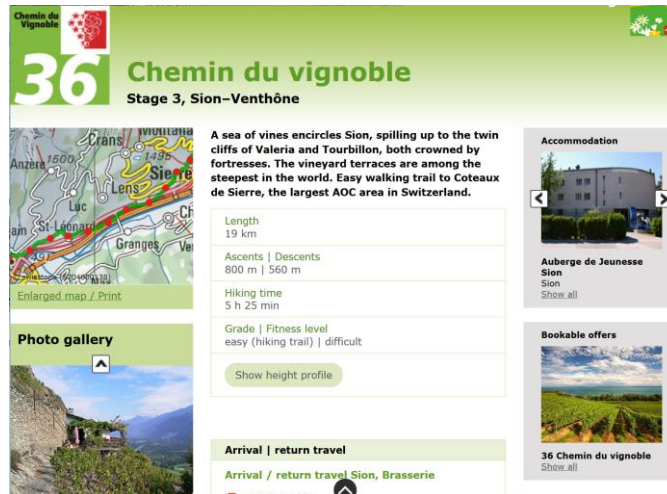 Chemin du
Vignoble
36
Chemin du vignoble
Stage 3, Sion–Venthône
Crans
Montana
Anzère
1500
1495
Sierre
Lens
Luc
St-Léonard
Granges
497
Enlarged map / Print
Photo gallery
A sea of vines encircles Sion, spilling up to the twin
cliffs of Valeria and Tourbillon, both crowned by
fortresses. The vineyard terraces are among the
steepest in the world. Easy walking trail to Coteaux
de Sierre, the largest AOC area in Switzerland.
Length
19 km
Ascents | Descents
800 m | 560 m
Hiking time
5 h 25 min
Grade | Fitness level
easy (hiking trail) | difficult
Show height profile
Arrival | return travel
Arrival / return travel Sion, Brasserie
Accommodation
Auberge de Jeunesse
Sion
Sion
Show all
Bookable offers
36 Chemin du vignoble
Show all